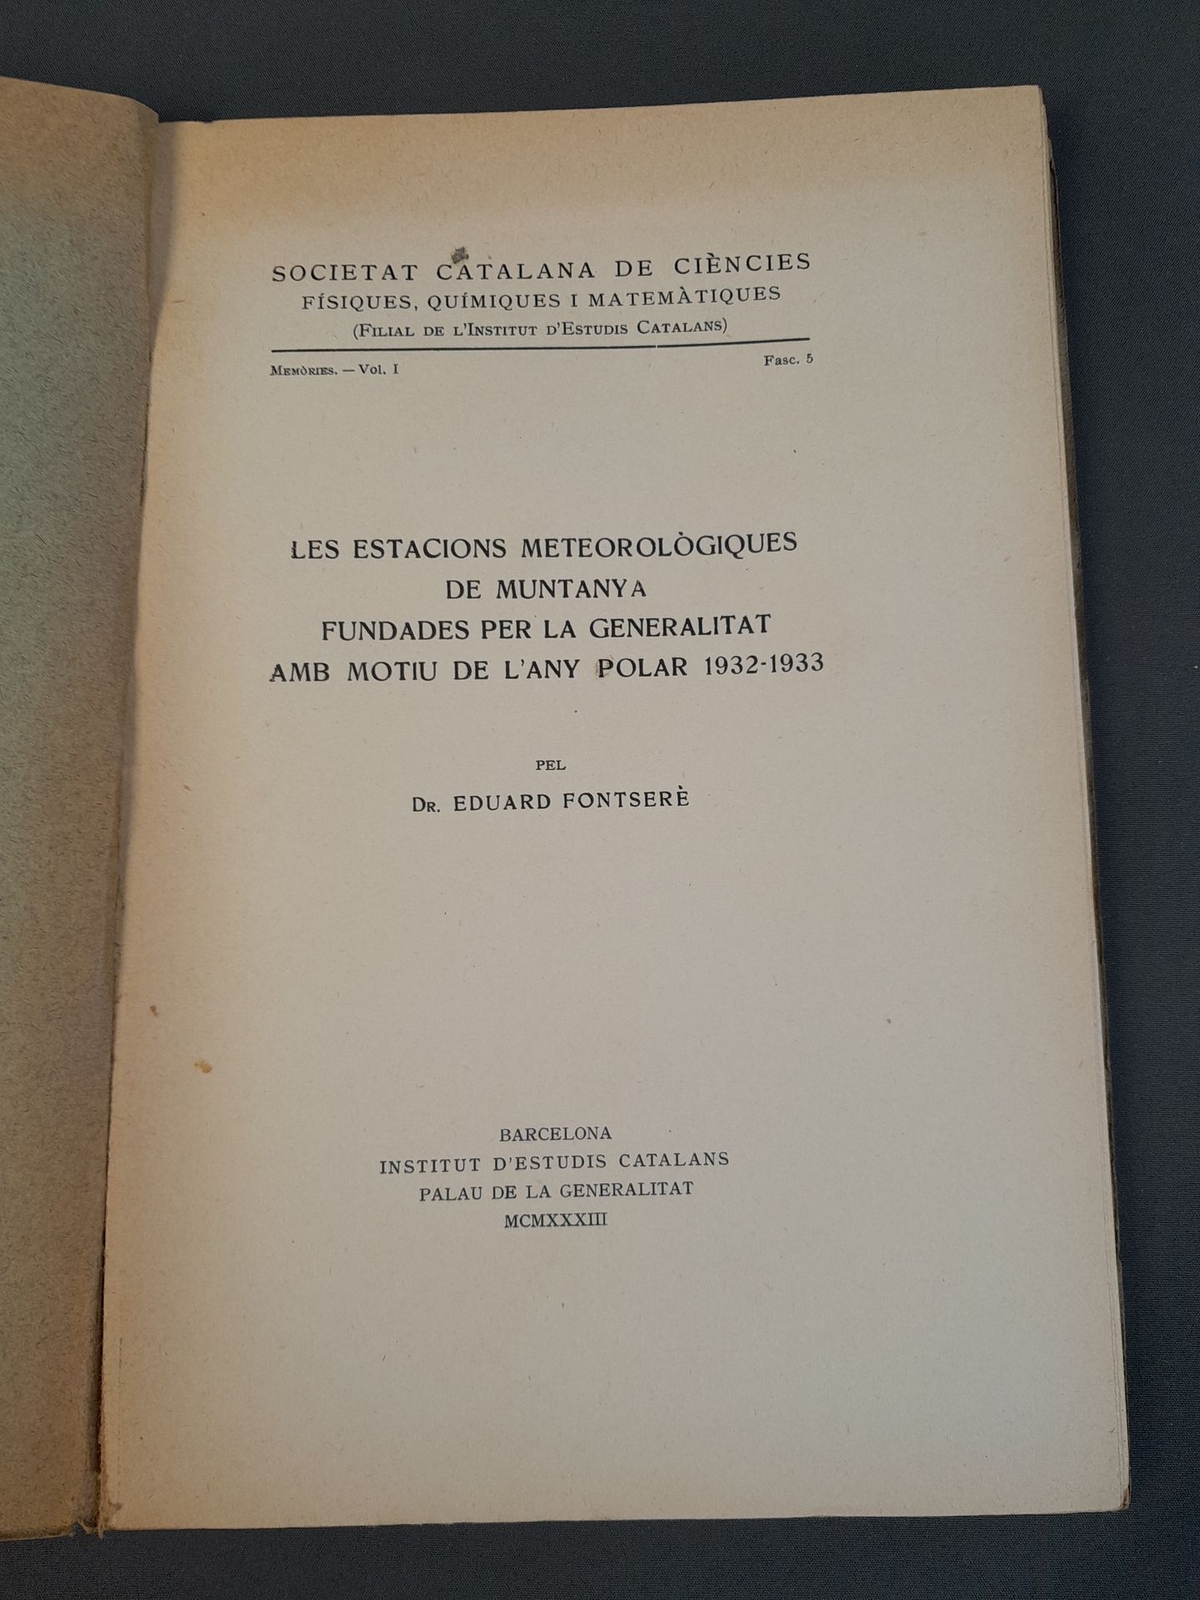 SOCIETAT CATALANA DE CIÈNCIES
FÍSIQUES, QUÍMIQUES I MATEMÀTIQUES
(FILIAL DE L'INSTITUT D'ESTUDIS CATALANS)
MEMÒRIES. — Vol. I
Fasc. 5
LES ESTACIONS METEOROLÒGIQUES
DE MUNTANYA
FUNDADES PER LA GENERALITAT
AMB MOTIU DE L'ANY POLAR 1932-1933
PEL
DR. EDUARD FONTSERÈ
BARCELONA
INSTITUT D'ESTUDIS CATALANS
PALAU DE LA GENERALITAT
MCMXXXIII